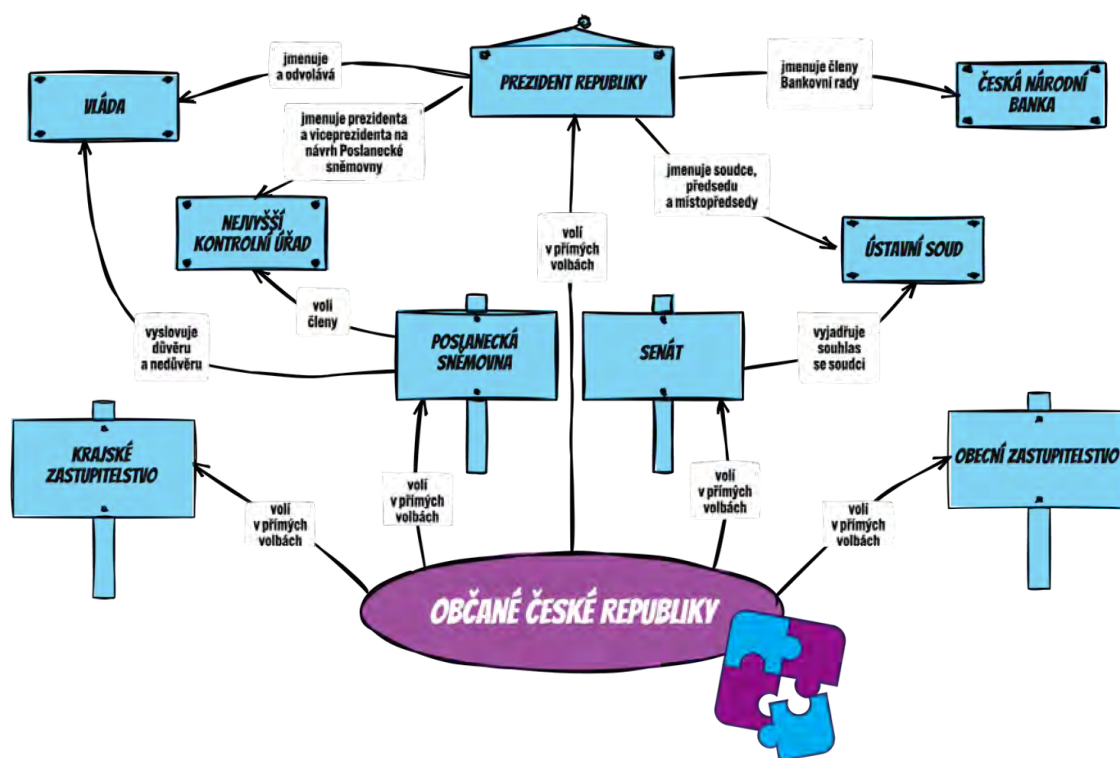 jmenuje
a odvolává
PREZIDENT REPUBLIKY
jmenuje členy
Bankovní rady
ČESKÁ NÁRODNÍ
BANKA
VLÁDA
jmenuje prezidenta
a viceprezidenta na
návrh Poslanecké
sněmovny
jmenuje soudce,
předsedu
a místopředsedy
NEJVYŠŠÍ
KONTROLNÍ ÚŘAD
volí
v přímých
volbách
ÚSTAVNÍ SOUD
volí
členy
vyslovuje
důvěru
a nedůvěru
POSLANECKÁ
SNĚMOVNA
SENÁT
vyjadřuje
souhlas
se soudci
KRAJSKÉ
ZASTUPITELSTVO
OBECNÍ ZASTUPITELSTVO
volí
v přímých
volbách
volí
v přímých
volbách
volí
v přímých
volbách
volí
v přímých
volbách
OBČANÉ ČESKÉ REPUBLIKY